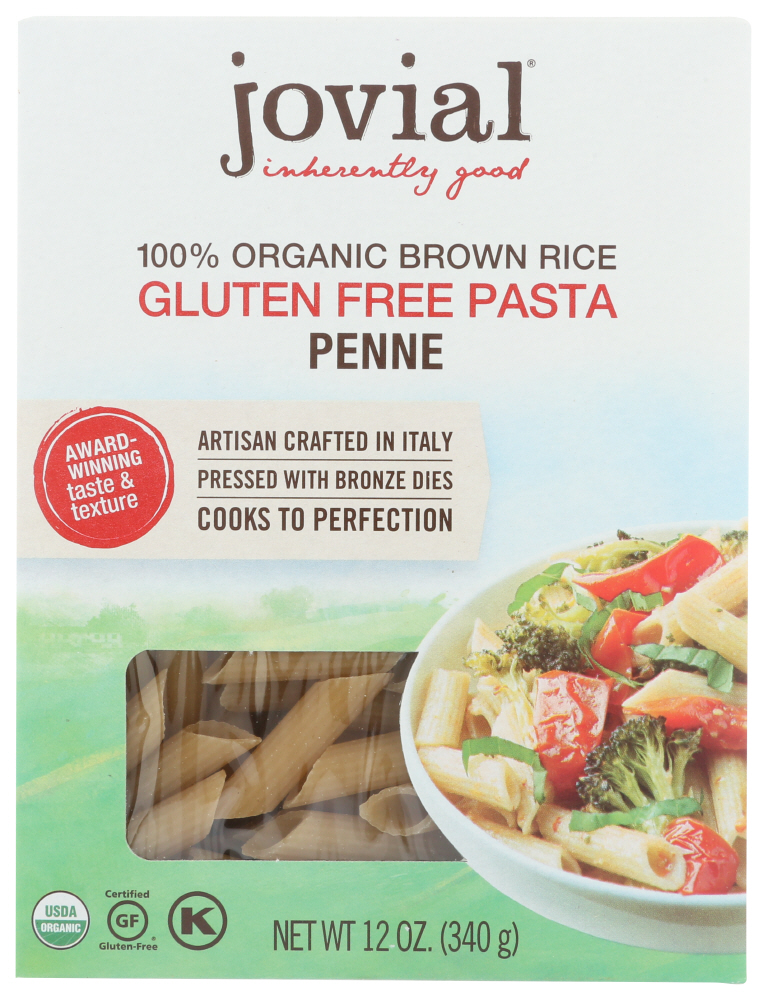 jovial®
inherently good
100% ORGANIC BROWN RICE
GLUTEN FREE PASTA
PENNE
AWARD-
WINNING
taste &
texture
ARTISAN CRAFTED IN ITALY
PRESSED WITH BRONZE DIES
COOKS TO PERFECTION
USDA
ORGANIC
Certified
GF
Gluten-Free
K
NET WT 12 OZ. (340 g)